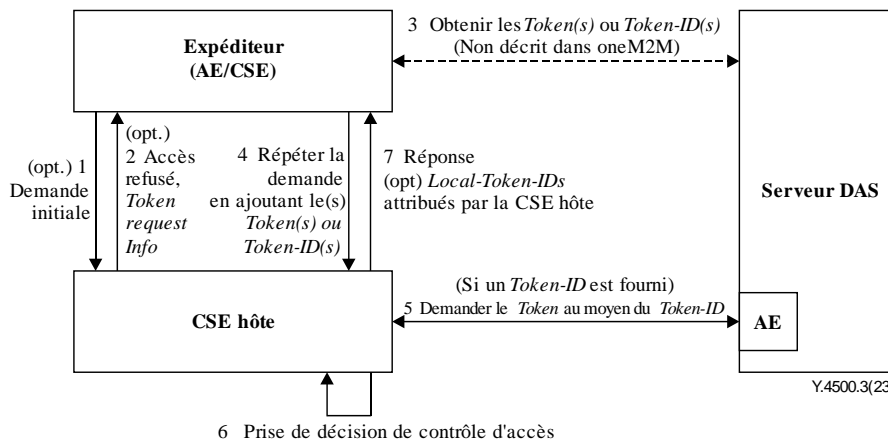 Expéditeur
(AE/CSE)
3 Obtenir les Token(s) ou Token-ID(s)
(Non décrit dans oneM2M)
(opt.) 1
Demande
initiale
(opt.)
2 Accès
refusé,
Token
request
Info
4 Répéter la
demande
en ajoutant le(s)
Token(s) ou
Token-ID(s)
7 Réponse
(opt) Local-Token-IDs
attribués par la CSE hôte
Serveur DAS
CSE hôte
(Si un Token-ID est fourni)
5 Demander le Token au moyen du Token-ID
AE
Y.4500.3(23
6 Prise de décision de contrôle d'accès